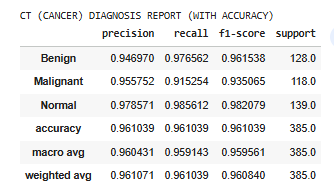 CT (CANCER) DIAGNOSIS REPORT (WITH ACCURACY)
precision recall f1-score support
Benign 0.946970 0.976562 0.961538 128.0
Malignant 0.955752 0.915254 0.935065 118.0
Normal 0.978571 0.985612 0.982079 139.0
accuracy 0.961039 0.961039 0.961039 385.0
macro avg 0.960431 0.959143 0.959561 385.0
weighted avg 0.961071 0.961039 0.960840 385.0